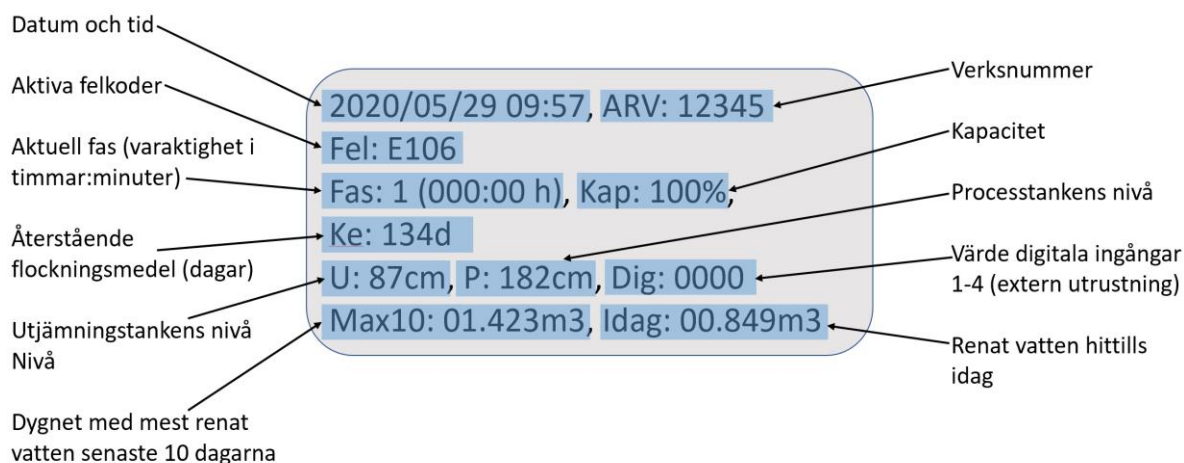 Datum och tid
Aktiva felkoder
Aktuell fas (varaktighet i
timmar:minuter)
Återstående
flockningsmedel (dagar)
Utjämningstankens nivå
Nivå
Dygnet med mest renat
vatten senaste 10 dagarna
2020/05/29 09:57, ARV: 12345
Fel: E106
Fas: 1 (000:00 h), Kap: 100%,
Ke: 134d
U: 87cm, P: 182cm, Dig: 0000
Max10: 01.423m3, Idag: 00.849m3
Verksnummer
Kapacitet
Processtankens nivå
Värde digitala ingångar
1-4 (extern utrustning)
Renat vatten hittills
idag